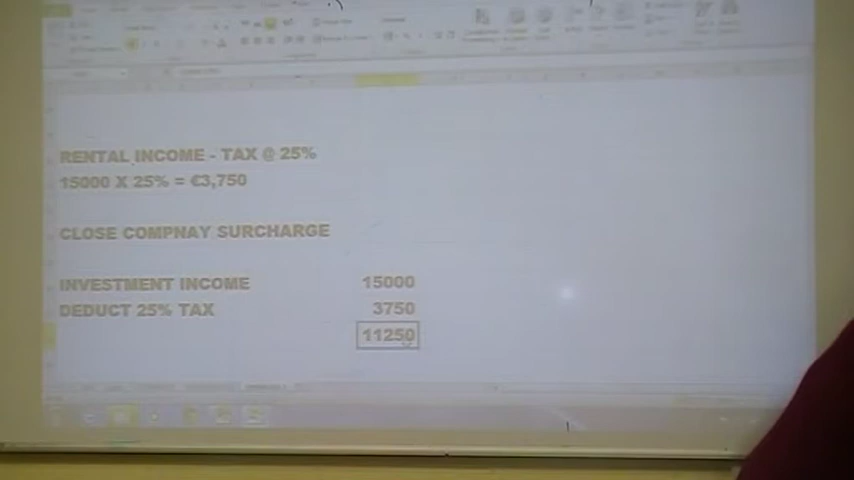 RENTAL INCOME - TAX @ 25%
15000 X 25% = €3,750
CLOSE COMPNAY SURCHARGE
INVESTMENT INCOME 15000
DEDUCT 25% TAX 3750
11250